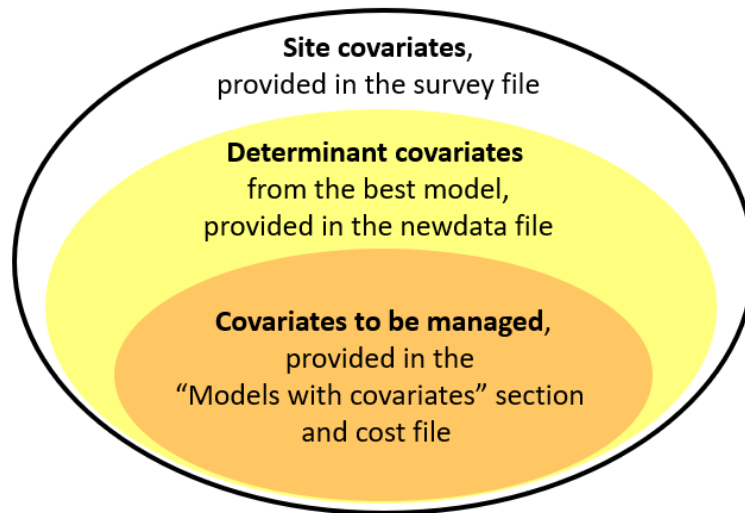 Site covariates,
provided in the survey file
Determinant covariates
from the best model,
provided in the newdata file
Covariates to be managed,
provided in the
“Models with covariates” section
and cost file